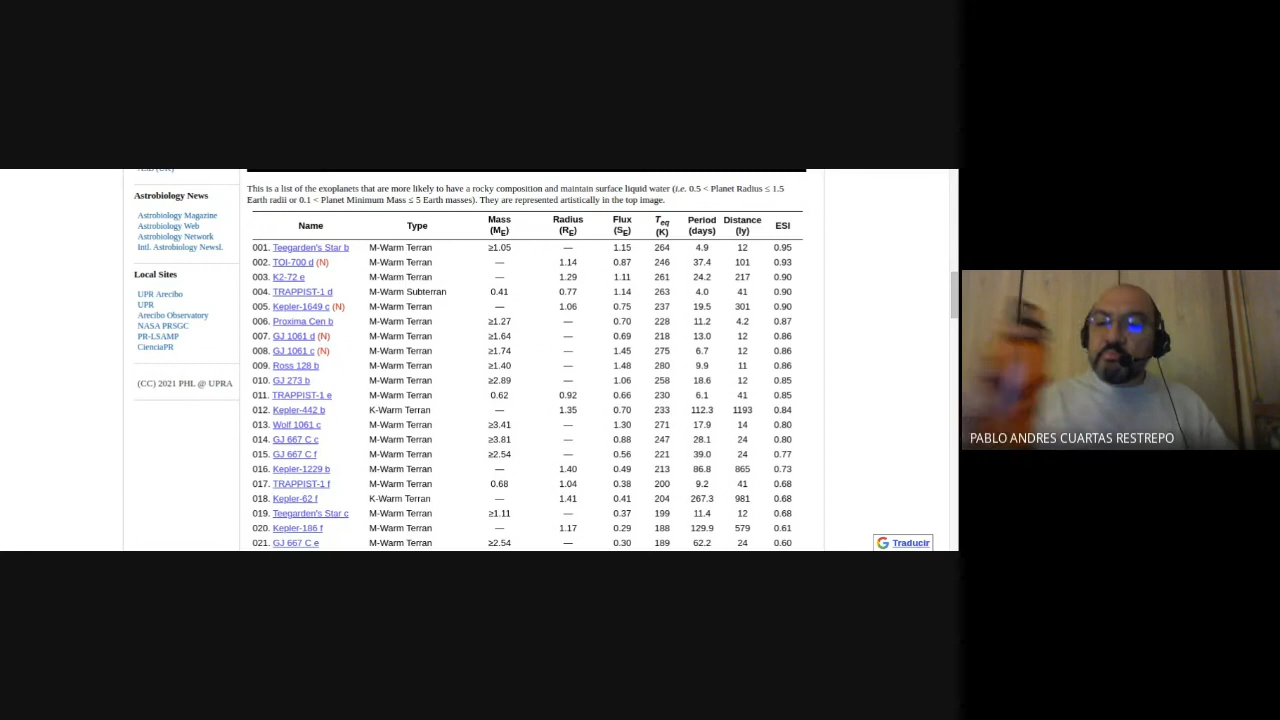 Astrobiology News
Astrobiology Magazine
Astrobiology Web
Astrobiology Network
Intl. Astrobiology Newsl.
Local Sites
UPR Arecibo
UPR
Arecibo Observatory
NASA PRSGC
PR-LSAMP
CienciaPR
(CC) 2021 PHL @ UPRA
This is a list of the exoplanets that are more likely to have a rocky composition and maintain surface liquid water (i.e. 0.5 < Planet Radius ≤ 1.5
Earth radii or 0.1 < Planet Minimum Mass ≤ 5 Earth masses). They are represented artistically in the top image.
Name Type Mass (ME) Radius (RE) Flux (SE) Teq (K) Period (days) Distance (ly) ESI
001. Teegarden's Star b M-Warm Terran ≥1.05 — 1.15 264 4.9 12 0.95
002. TOI-700 d (N) M-Warm Terran — 1.14 0.87 246 37.4 101 0.93
003. K2-72 e M-Warm Terran — 1.29 1.11 261 24.2 217 0.90
004. TRAPPIST-1 d M-Warm Subterran 0.41 0.77 1.14 263 4.0 41 0.90
005. Kepler-1649 c (N) M-Warm Terran — 1.06 0.75 237 19.5 301 0.90
006. Proxima Cen b M-Warm Terran ≥1.27 — 0.70 228 11.2 4.2 0.87
007. GJ 1061 d (N) M-Warm Terran ≥1.64 — 0.69 218 13.0 12 0.86
008. GJ 1061 c (N) M-Warm Terran ≥1.74 — 1.45 275 6.7 12 0.86
009. Ross 128 b M-Warm Terran ≥1.40 — 1.48 280 9.9 11 0.86
010. GJ 273 b M-Warm Terran ≥2.89 — 1.06 258 18.6 12 0.85
011. TRAPPIST-1 e M-Warm Terran 0.62 0.92 0.66 230 6.1 41 0.85
012. Kepler-442 b K-Warm Terran — 1.35 0.70 233 112.3 1193 0.84
013. Wolf 1061 c M-Warm Terran ≥3.41 — 1.30 271 17.9 14 0.80
014. GJ 667 C c M-Warm Terran ≥3.81 — 0.88 247 28.1 24 0.80
015. GJ 667 C f M-Warm Terran ≥2.54 — 0.56 221 39.0 24 0.77
016. Kepler-1229 b M-Warm Terran — 1.40 0.49 213 86.8 865 0.73
017. TRAPPIST-1 f M-Warm Terran 0.68 1.04 0.38 200 9.2 41 0.68
018. Kepler-62 f K-Warm Terran — 1.41 0.41 204 267.3 981 0.68
019. Teegarden's Star c M-Warm Terran ≥1.11 — 0.37 199 11.4 12 0.68
020. Kepler-186 f M-Warm Terran — 1.17 0.29 188 129.9 579 0.61
021. GJ 667 C e M-Warm Terran ≥2.54 — 0.30 189 62.2 24 0.60
Traducir
PABLO ANDRES CUARTAS RESTREPO